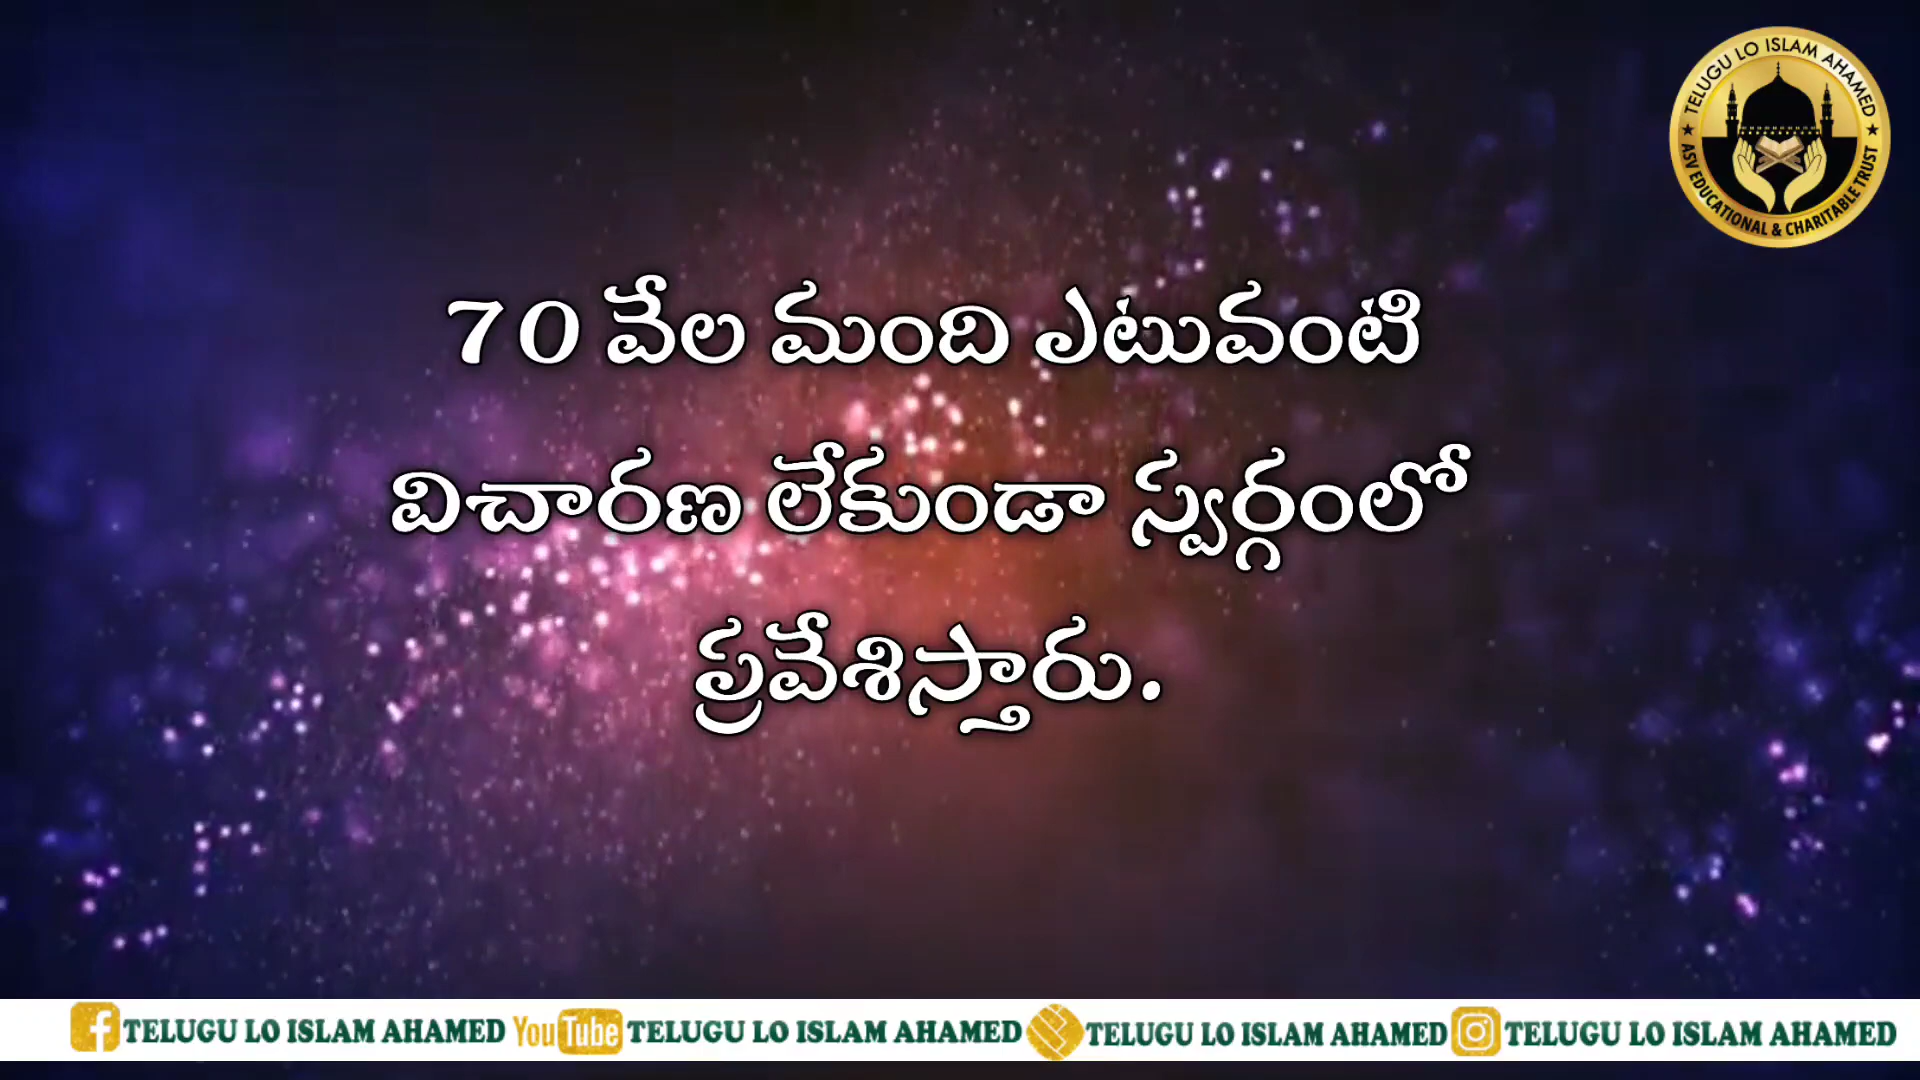 TELUGU LO ISLAM AHAMED
ASV EDUCATIONAL & CHARITABLE TRUST
70 వేల మంది ఎటువంటి
విచారణ లేకుండా స్వర్గంలో
ప్రవేశిస్తారు.
f TELUGU LO ISLAM AHAMED YouTube TELUGU LO ISLAM AHAMED TELUGU LO ISLAM AHAMED TELUGU LO ISLAM AHAMED